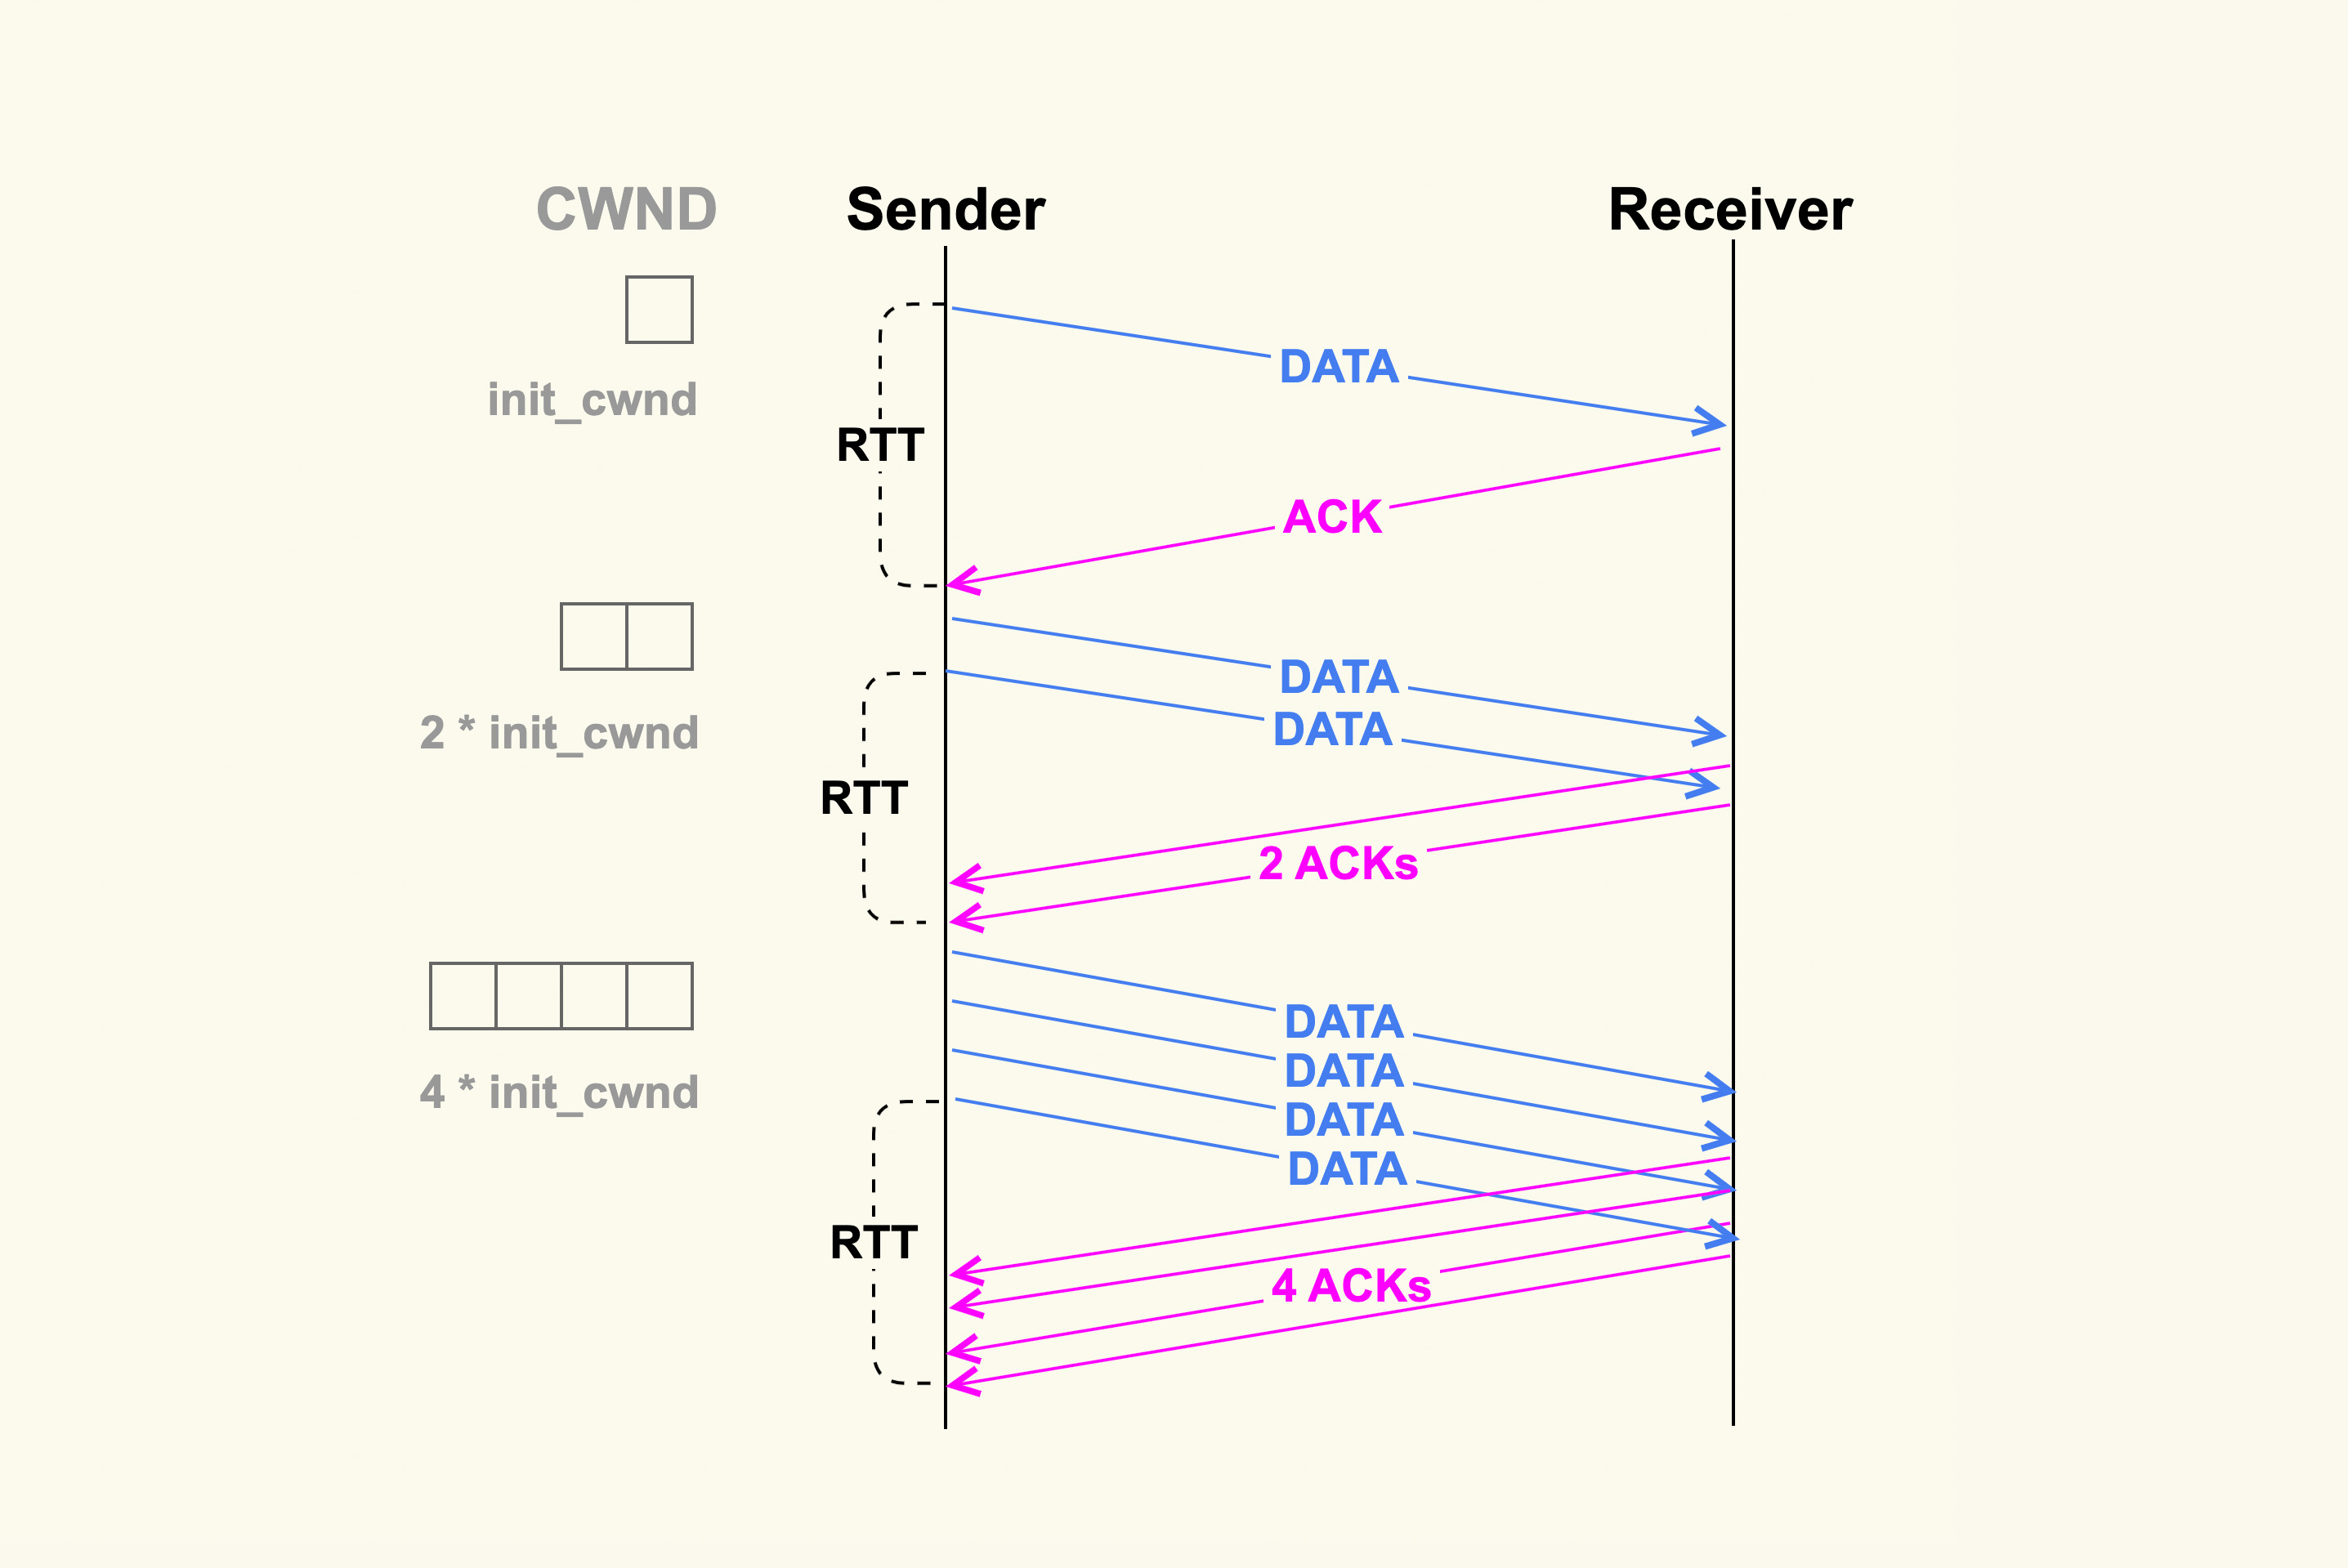 CWND
Sender
Receiver
DATA
init_cwnd
RTT
ACK
DATA
2 * init_cwnd
DATA
RTT
2 ACKs
DATA
DATA
4 * init_cwnd
DATA
DATA
RTT
4 ACKs